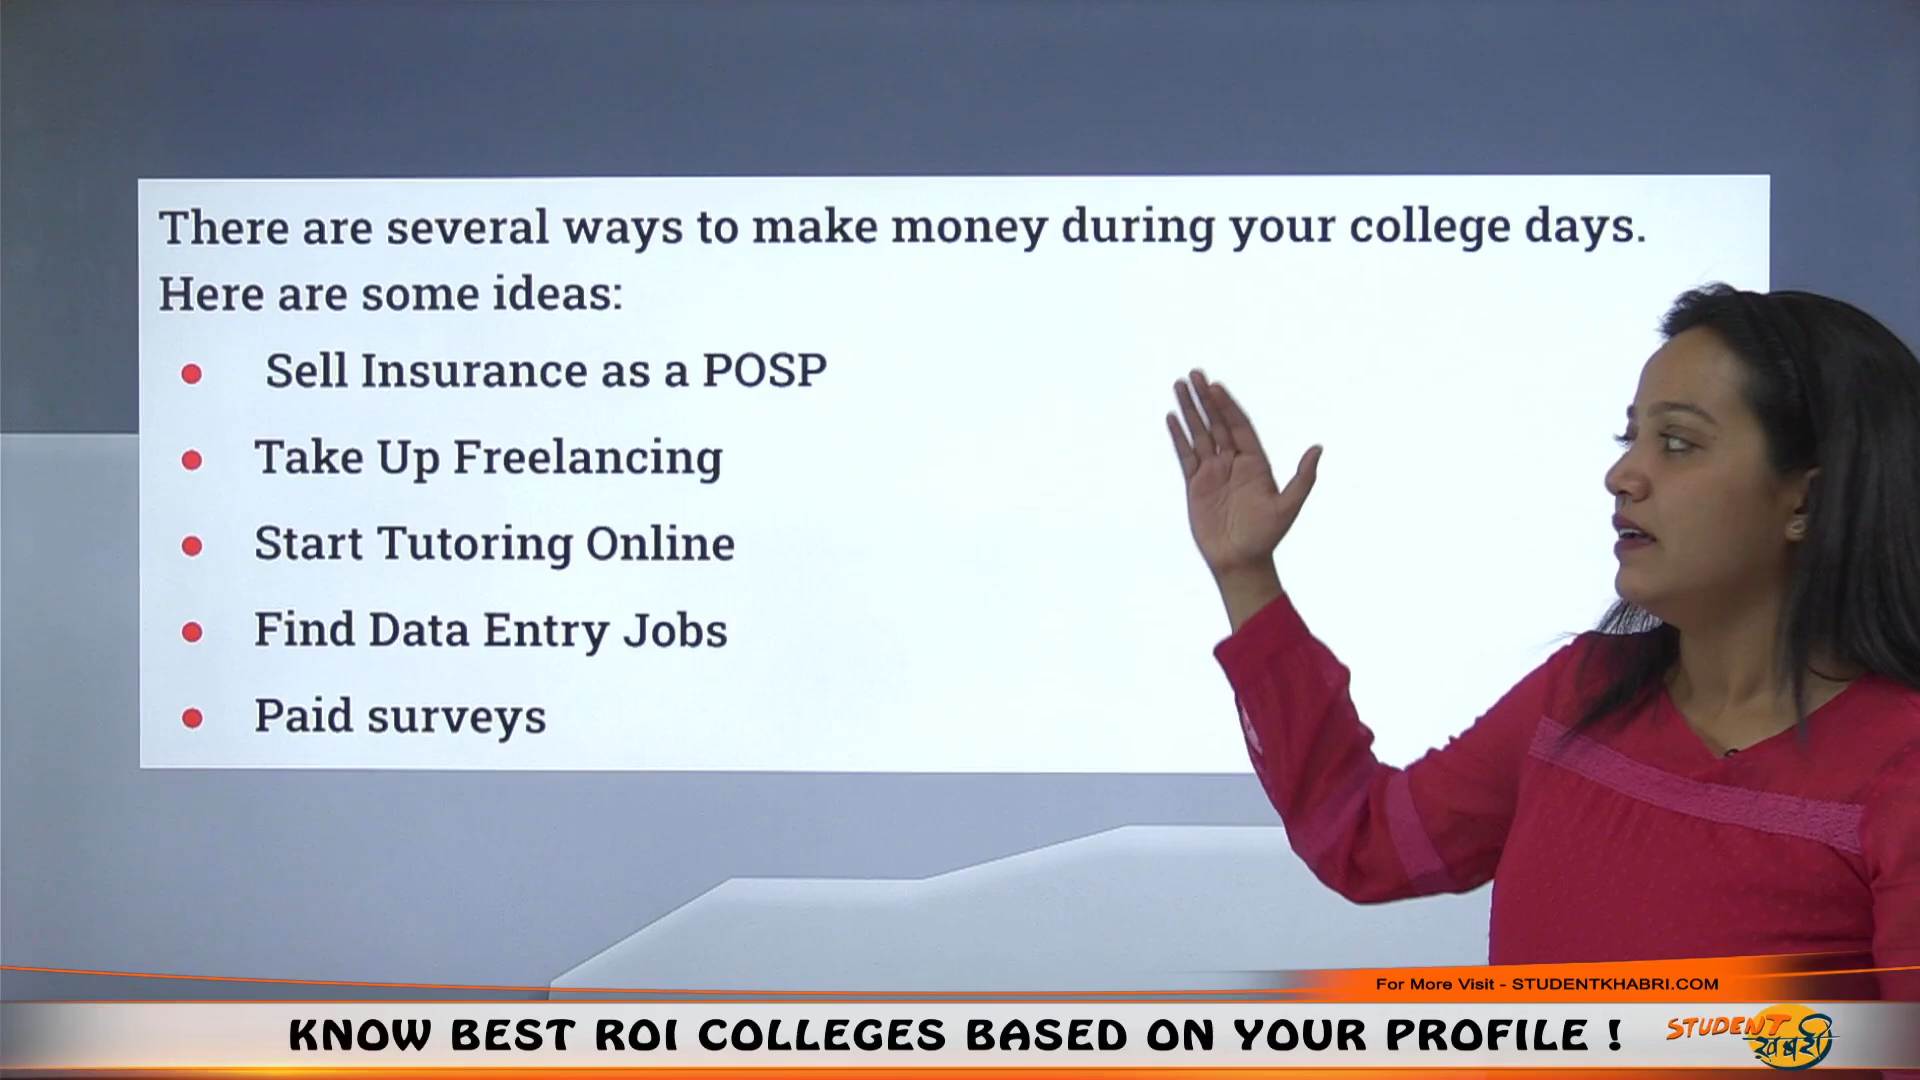 There are several ways to make money during your college days.
Here are some ideas:
● Sell Insurance as a POSP
● Take Up Freelancing
● Start Tutoring Online
● Find Data Entry Jobs
● Paid surveys
For More Visit - STUDENTKHABRI.COM
KNOW BEST ROI COLLEGES BASED ON YOUR PROFILE !
STUDENT
खबरी